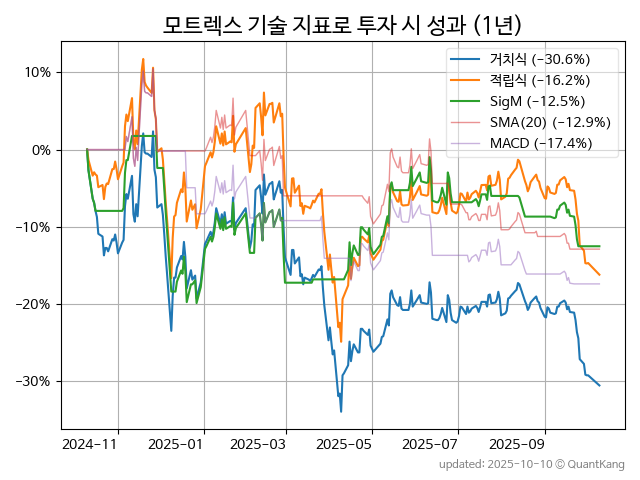 모트렉스 기술 지표로 투자 시 성과 (1년)
거치식 (−30.6%)
적립식 (−16.2%)
SigM (−12.5%)
SMA(20) (−12.9%)
MACD (−17.4%)
10%
0%
−10%
−20%
−30%
2024-11 2025-01 2025-03 2025-05 2025-07 2025-09
updated: 2025-10-10 © QuantKang